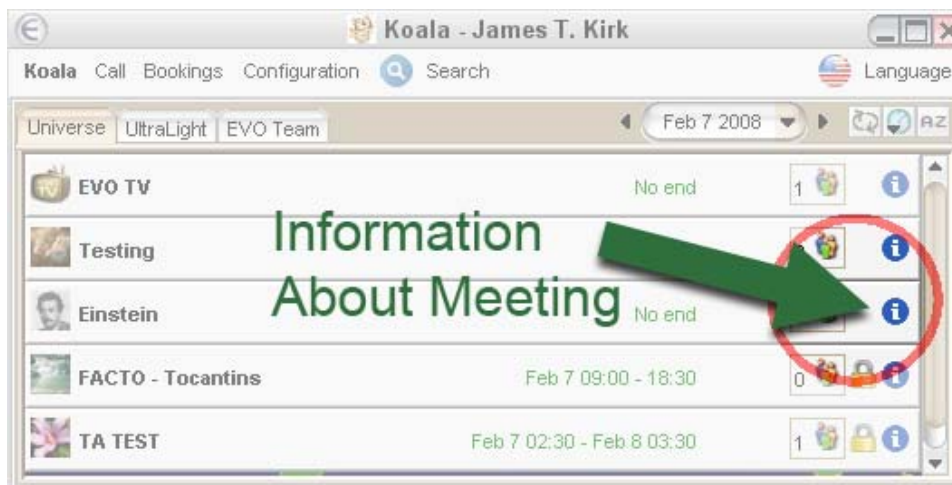 Koala - James T. Kirk
Koala Call Bookings Configuration Search Language
Universe UltraLight EVO Team Feb 7 2008 AZ
EVO TV No end 1
Testing
Information
About Meeting
Einstein No end
FACTO - Tocantins Feb 7 09:00 - 18:30 0
TA TEST Feb 7 02:30 - Feb 8 03:30 1